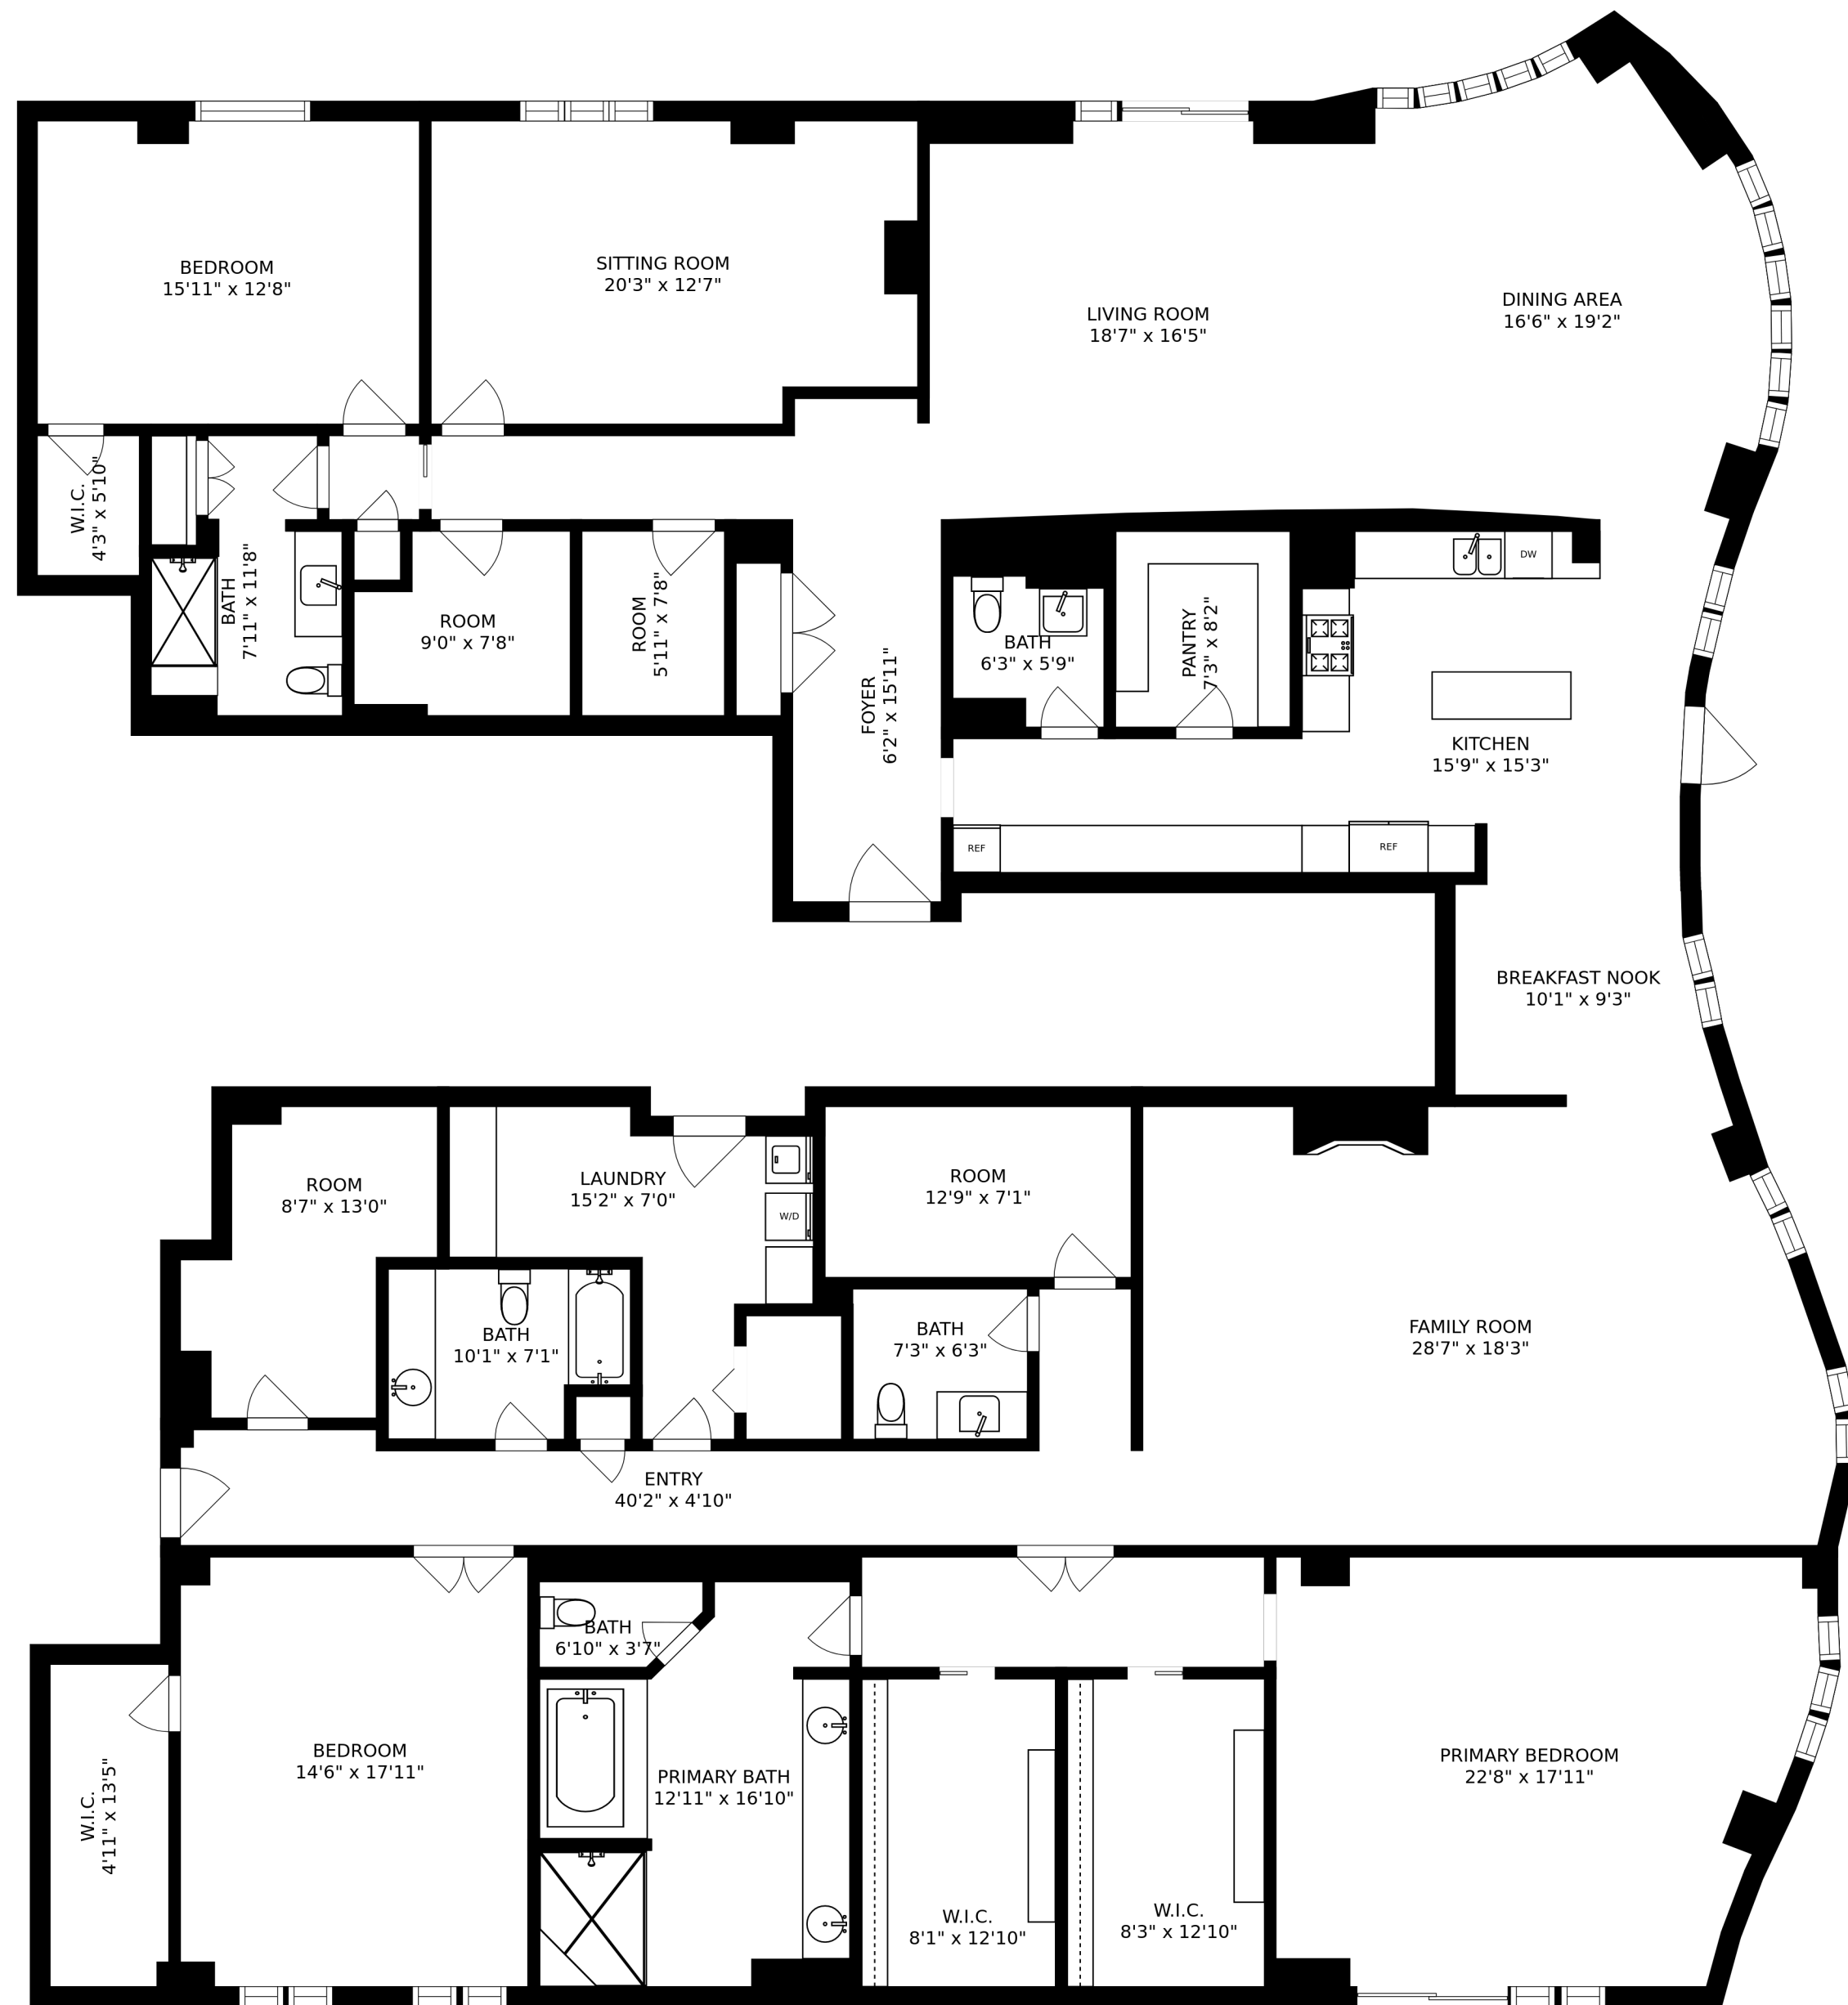 BEDROOM
15'11" x 12'8"
SITTING ROOM
20'3" x 12'7"
LIVING ROOM
18'7" x 16'5"
DINING AREA
16'6" x 19'2"
W.I.C.
4'3" x 5'10"
BATH
7'11" x 11'8"
ROOM
9'0" x 7'8"
ROOM
5'11" x 7'8"
FOYER
6'2" x 15'11"
BATH
6'3" x 5'9"
PANTRY
7'3" x 8'2"
DW
KITCHEN
15'9" x 15'3"
REF
REF
BREAKFAST NOOK
10'1" x 9'3"
ROOM
8'7" x 13'0"
LAUNDRY
15'2" x 7'0"
W/D
ROOM
12'9" x 7'1"
BATH
10'1" x 7'1"
BATH
7'3" x 6'3"
FAMILY ROOM
28'7" x 18'3"
ENTRY
40'2" x 4'10"
BATH
6'10" x 3'7"
W.I.C.
4'11" x 13'5"
BEDROOM
14'6" x 17'11"
PRIMARY BATH
12'11" x 16'10"
W.I.C.
8'1" x 12'10"
W.I.C.
8'3" x 12'10"
PRIMARY BEDROOM
22'8" x 17'11"